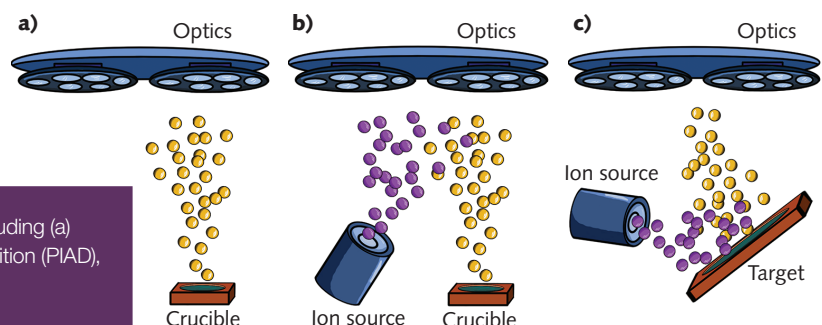 a)
Optics
b)
Optics
c)
Optics
Ion source
Target
Crucible
Ion source
Crucible
uding (a)
ition (PIAD),